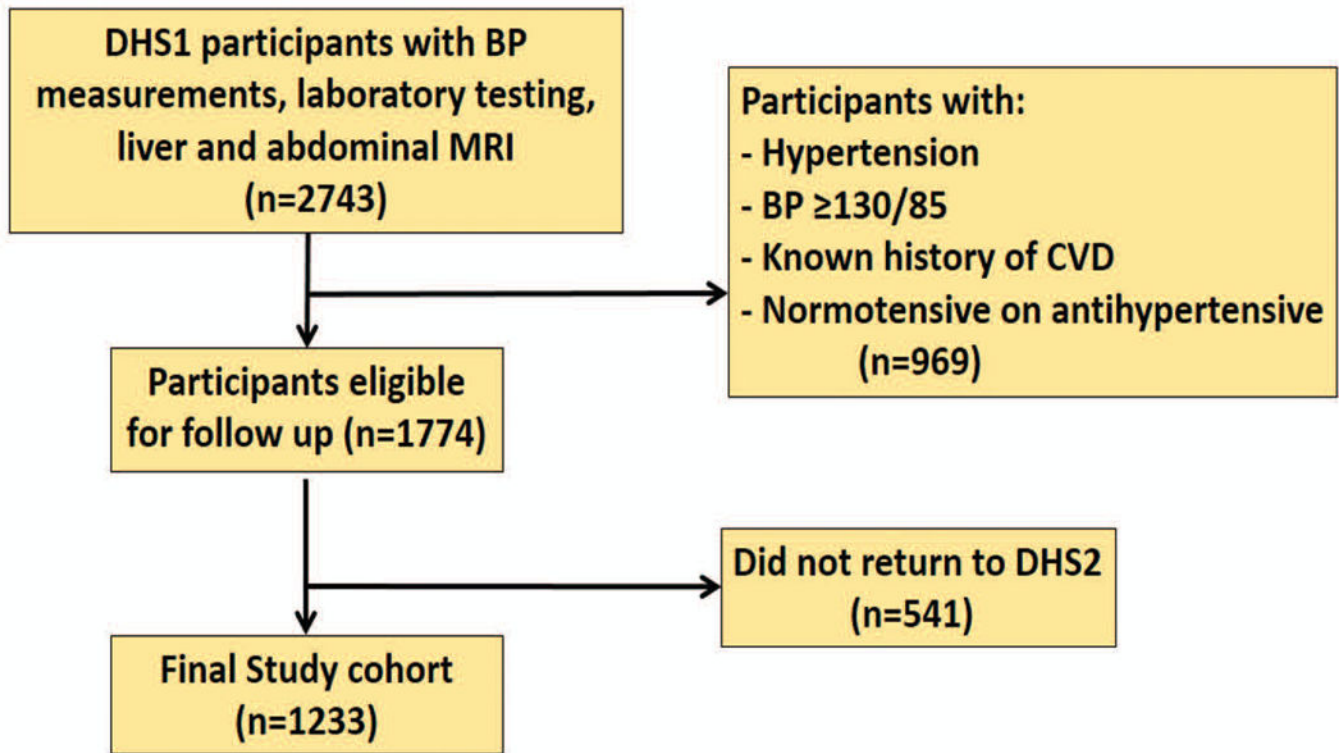 DHS1 participants with BP
measurements, laboratory testing,
liver and abdominal MRI
(n=2743)
Participants with:
- Hypertension
- BP ≥130/85
- Known history of CVD
- Normotensive on antihypertensive
(n=969)
Participants eligible
for follow up (n=1774)
Did not return to DHS2
(n=541)
Final Study cohort
(n=1233)